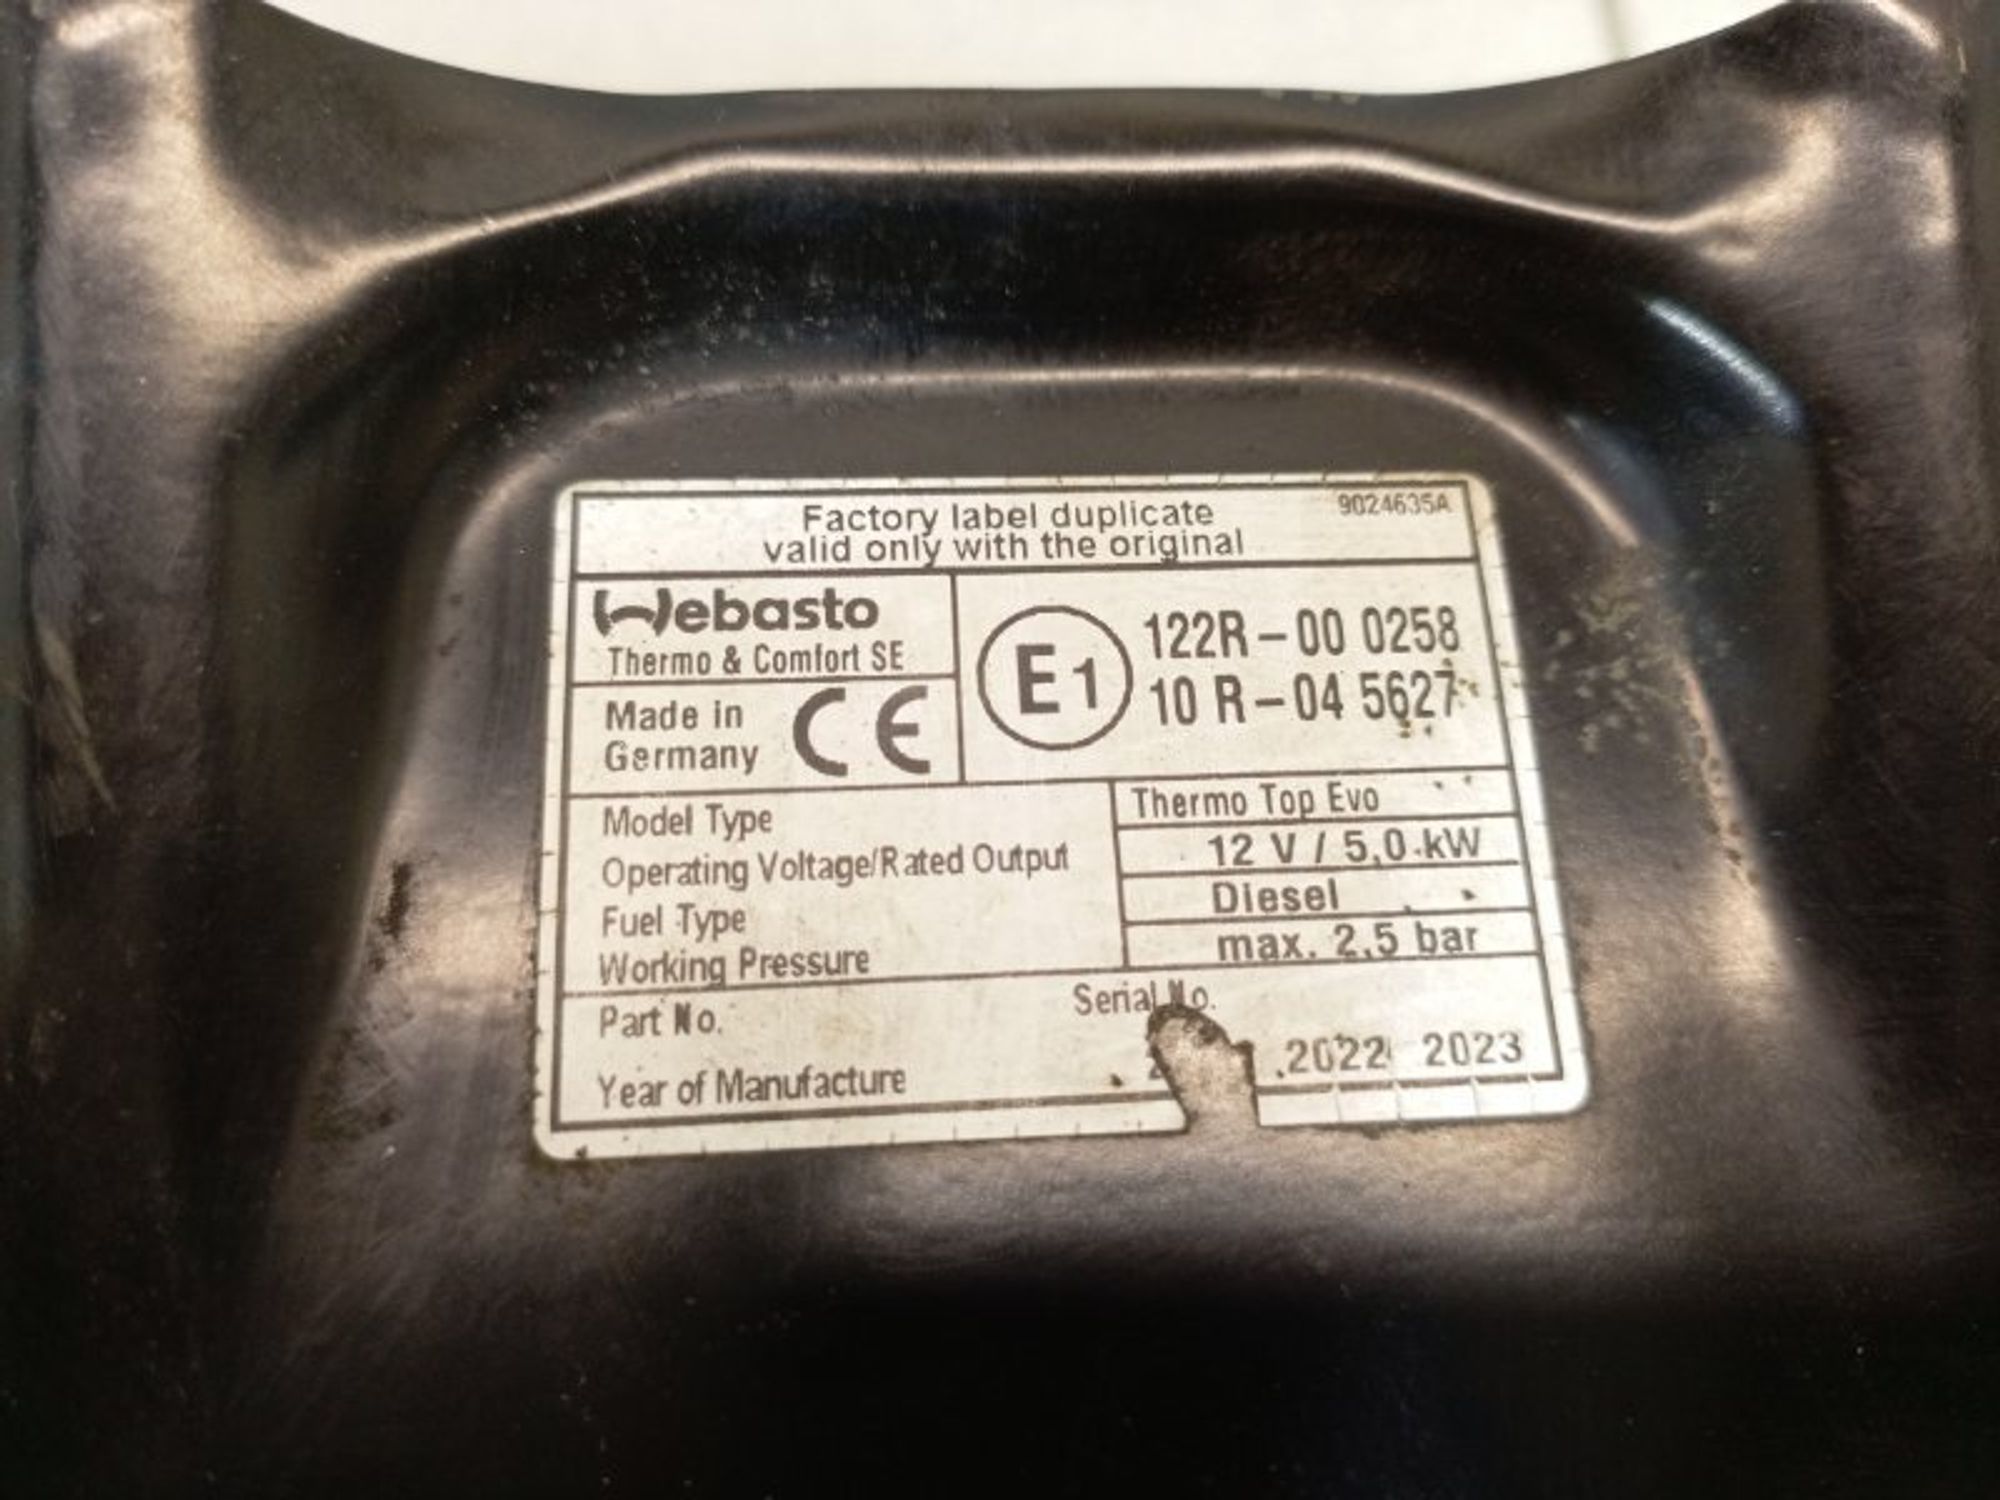 Factory label duplicate
valid only with the original
9024635A
Webasto
Thermo & Comfort SE
Made in
Germany
CE
E1
122R-00 0258
10 R-04 5627
Model Type
Thermo Top Evo
Operating Voltage/Rated Output
12 V / 5,0 kW
Fuel Type
Diesel
Working Pressure
max. 2,5 bar
Part No.
Serial No.
Year of Manufacture
2022 2023